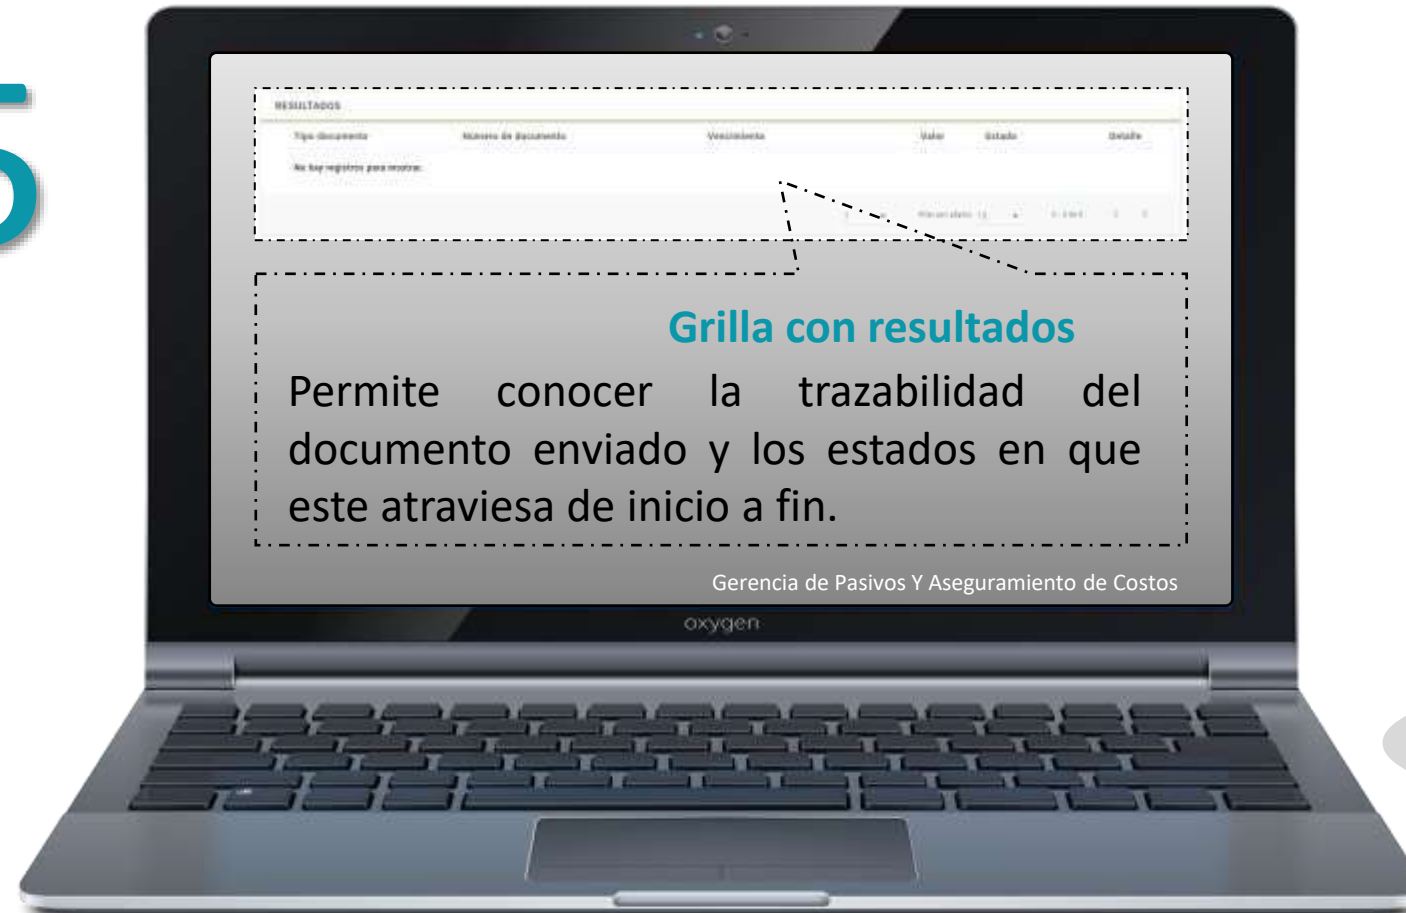 5
RESULTADOS
Tipo documento Número de documento Vencimiento Valor Estado Detalle
No hay registros para mostrar.
Grilla con resultados
Permite conocer la trazabilidad del
documento enviado y los estados en que
este atraviesa de inicio a fin.
Gerencia de Pasivos Y Aseguramiento de Costos
oxygen